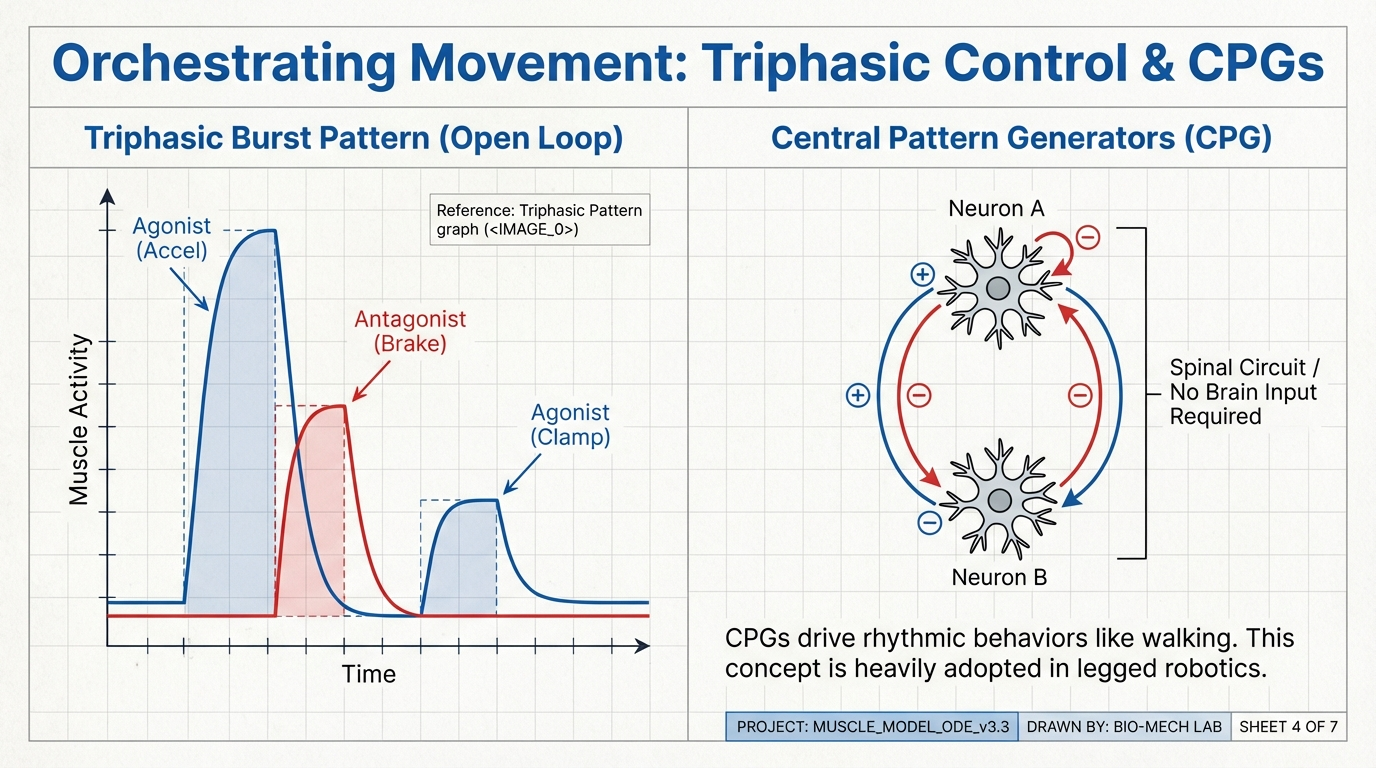 Orchestrating Movement: Triphasic Control & CPGs
Triphasic Burst Pattern (Open Loop)
Agonist
(Accel)
Reference: Triphasic Pattern
graph (<IMAGE_0>)
Antagonist
(Brake)
Agonist
(Clamp)
Muscle Activity
Time
Central Pattern Generators (CPG)
Neuron A
−
+
+
−
−
−
Neuron B
Spinal Circuit /
No Brain Input
Required
CPGs drive rhythmic behaviors like walking. This
concept is heavily adopted in legged robotics.
PROJECT: MUSCLE_MODEL_ODE_v3.3 DRAWN BY: BIO-MECH LAB SHEET 4 OF 7